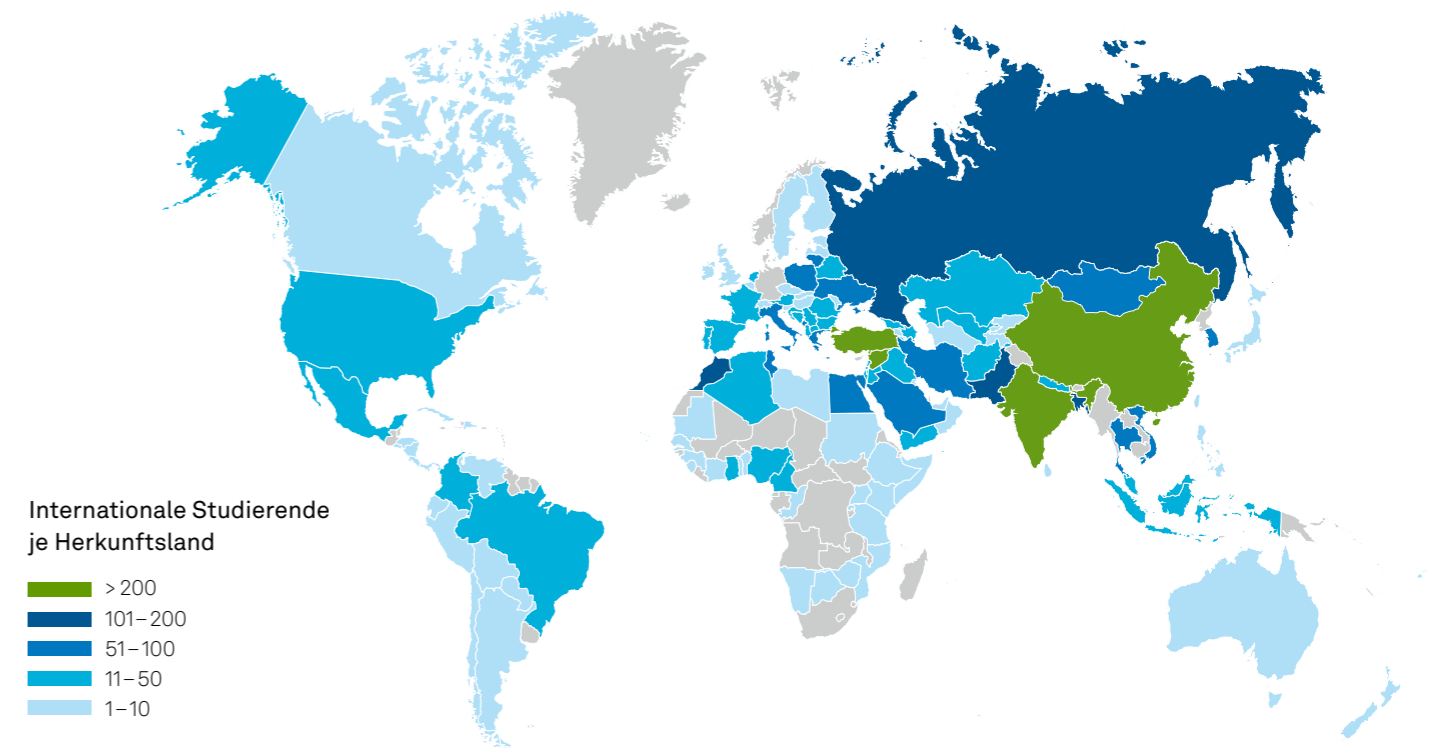 Internationale Studierende
je Herkunftsland
> 200
101–200
51–100
11–50
1–10